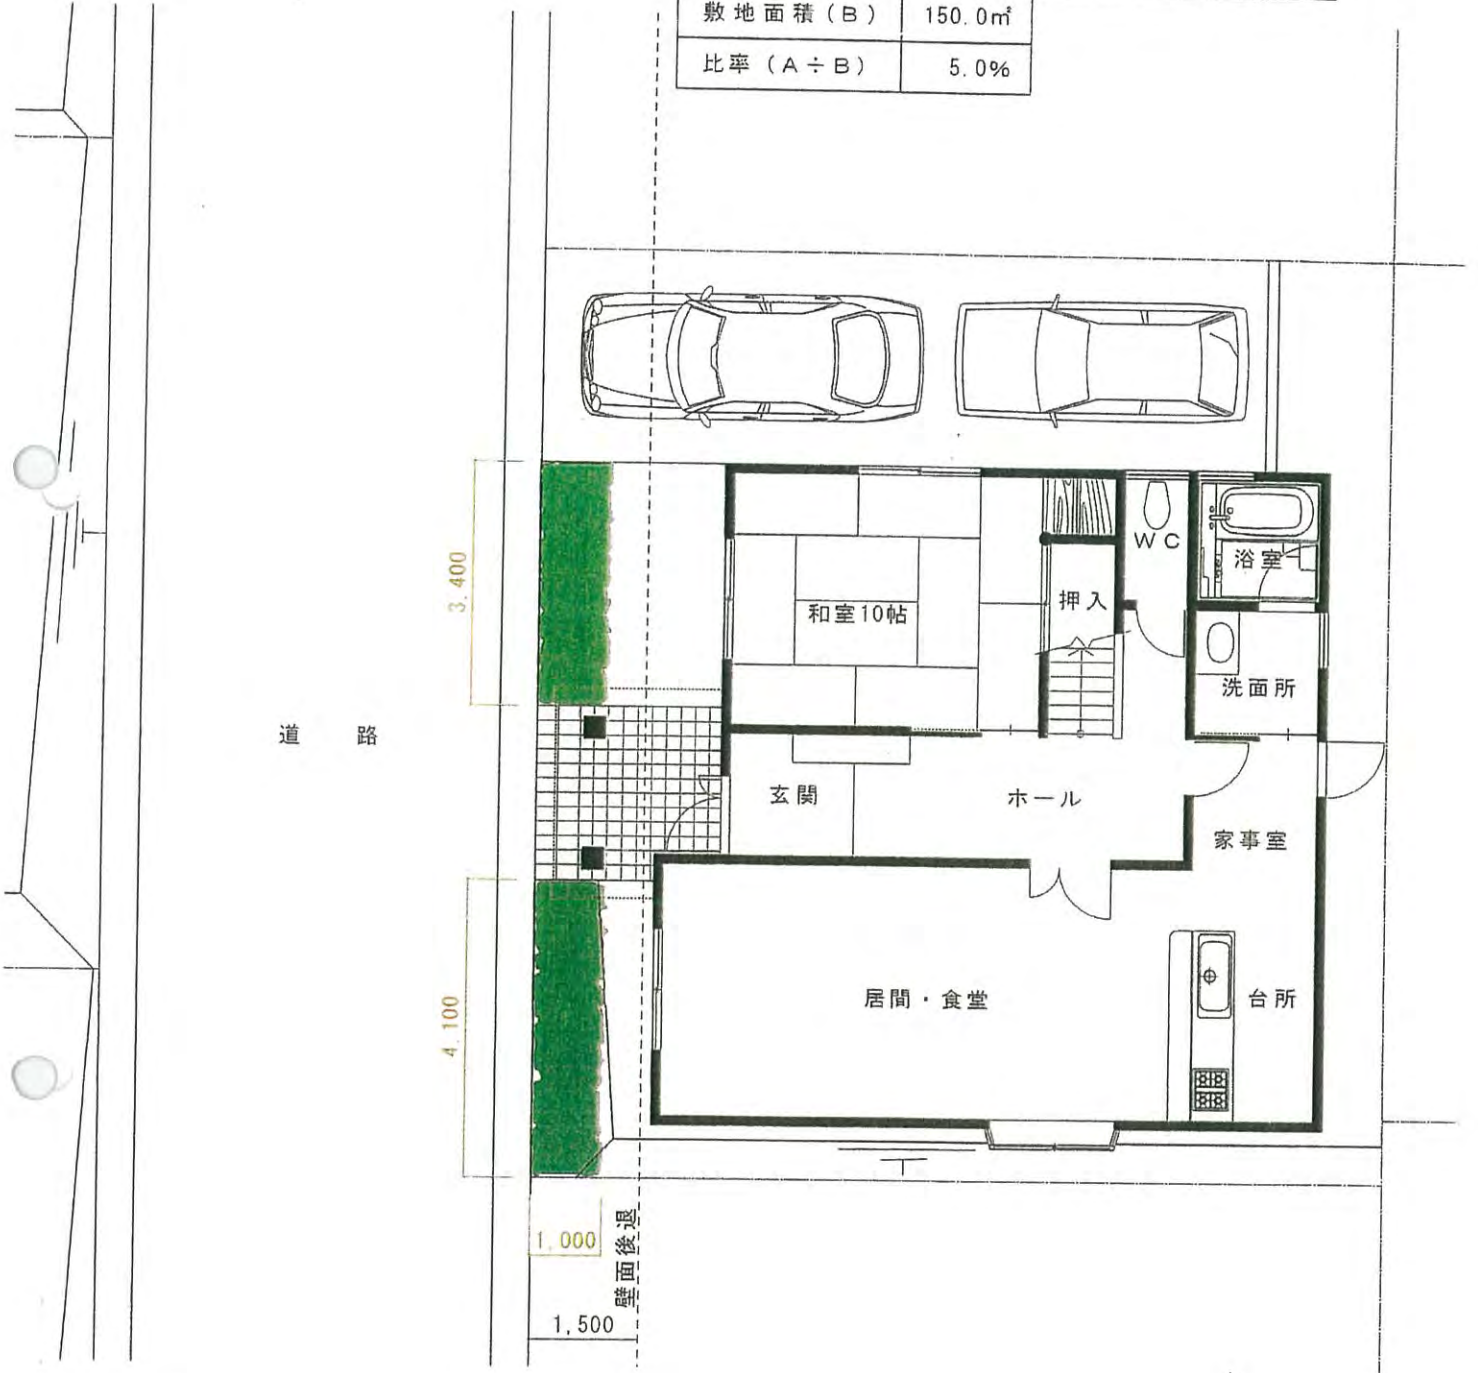 敷地面積（B） 150.0㎡
比率（A÷B） 5.0%
3.400
WC
浴室
押入
和室10帖
洗面所
道 路
玄関
ホール
家事室
4.100
居間・食堂
台所
1.000
壁面後退
1,500